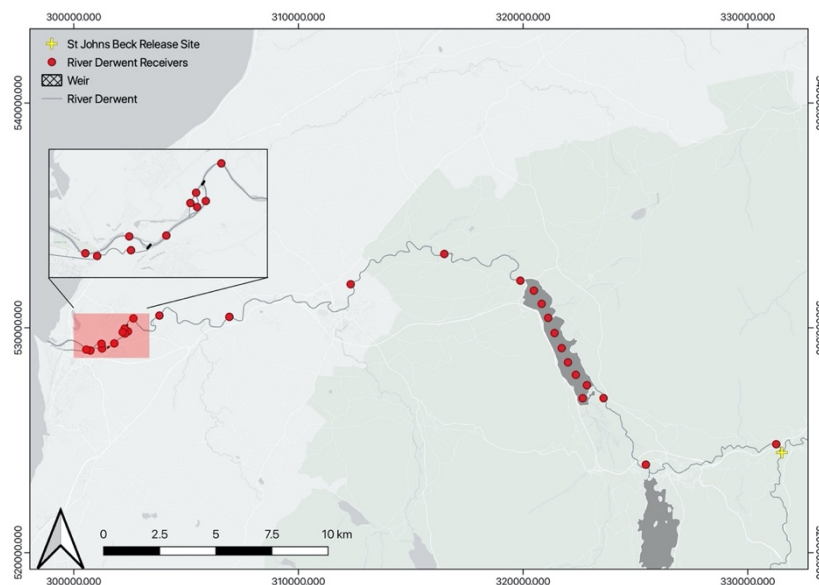 300000.000 310000.000 320000.000 330000.000
St Johns Beck Release Site
River Derwent Receivers
Weir
River Derwent
540000.000
530000.000
520000.000
0 2.5 5 7.5 10 km
300000.000 310000.000 320000.000 330000.000